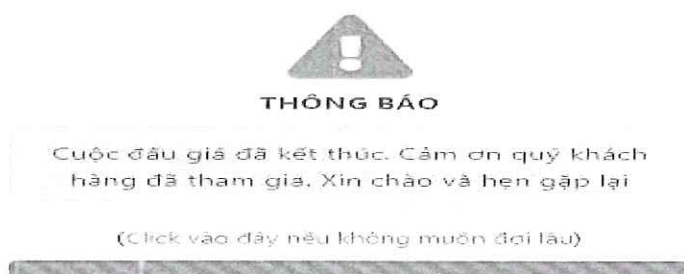 THÔNG BÁO
Cuộc đấu giá đã kết thúc. Cảm ơn quý khách
hàng đã tham gia. Xin chào và hẹn gặp lại
(Click vào đây nếu không muốn đợi lâu)